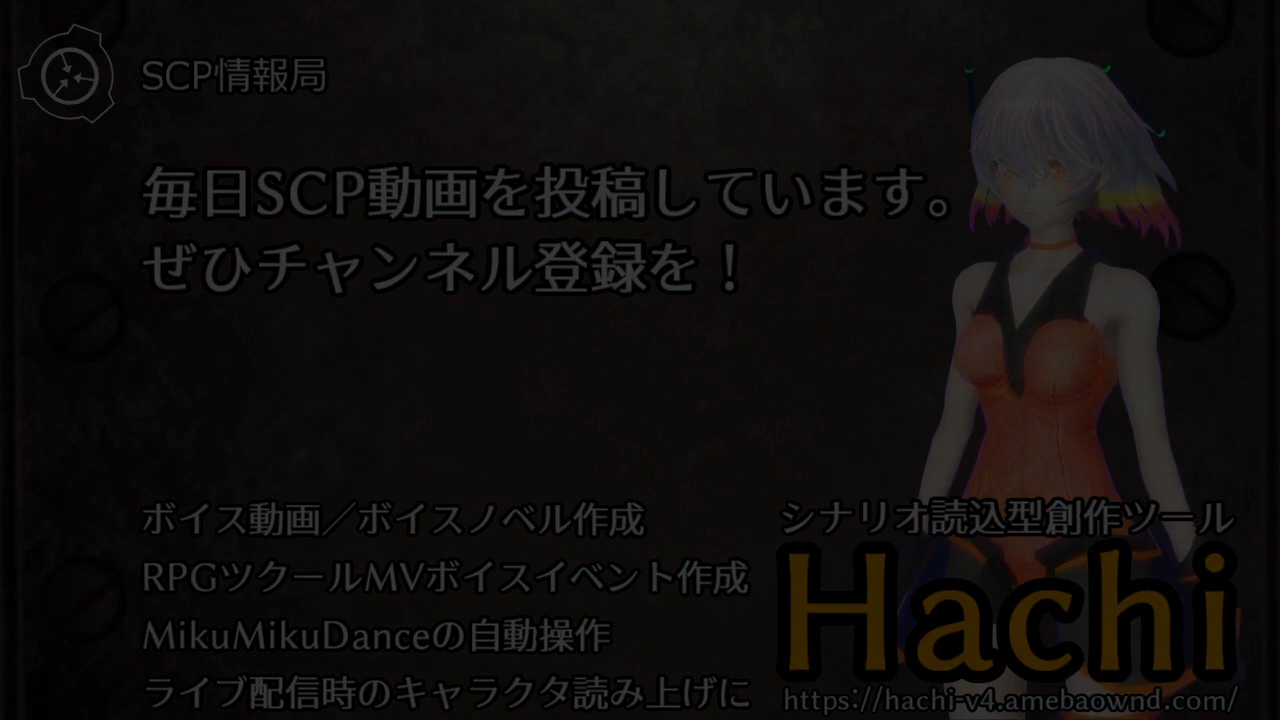 SCP情報局
毎日SCP動画を投稿しています。
ぜひチャンネル登録を！
ボイス動画／ボイスノベル作成
RPGツクールMVボイスイベント作成
MikuMikuDanceの自動操作
ライブ配信時のキャラクタ読み上げに
シナリオ読込型創作ツール
Hachi
https://hachi-v4.amebaownd.com/